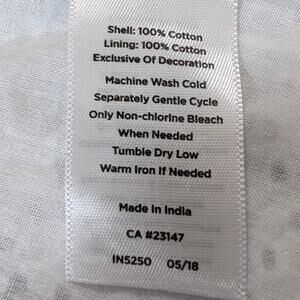 Shell: 100% Cotton
Lining: 100% Cotton
Exclusive Of Decoration
Machine Wash Cold
Separately Gentle Cycle
Only Non-chlorine Bleach
When Needed
Tumble Dry Low
Warm Iron If Needed
Made in India
CA #23147
IN5250 05/18